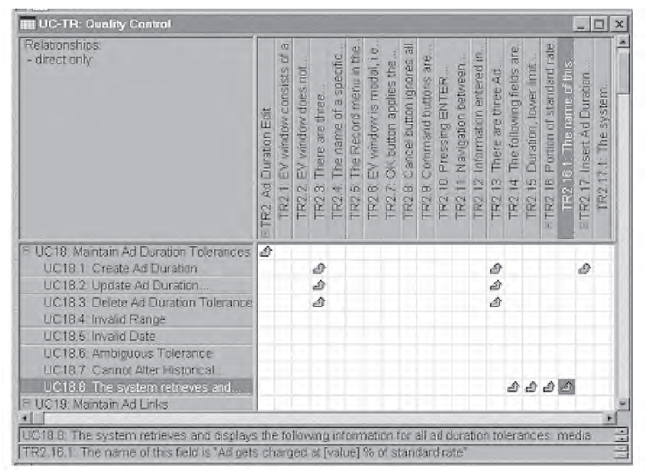 UC-TR: Quality Control
Relationships:
- direct only
TR2: Ad Duration Edit
TR2.1: EV window consists of a
TR2.2: EV window does not...
TR2.3: There are three...
TR2.4: The name of a specific...
TR2.5: The Record menu in the...
TR2.6: EV window is modal, i.e...
TR2.7: OK button applies the...
TR2.8: Cancel button ignores all
TR2.9: Command buttons are...
TR2.10: Pressing ENTER...
TR2.11: Navigation between...
TR2.12: Information entered in...
TR2.13: There are three Ad...
TR2.14: The following fields are...
TR2.15: Duration, lower limit...
TR2.16: Portion of standard rate
TR2.16.1: The name of this...
TR2.17: Insert Ad Duration
TR2.17.1: The system...
UC18: Maintain Ad Duration Tolerances
UC18.1: Create Ad Duration
UC18.2: Update Ad Duration...
UC18.3: Delete Ad Duration Tolerance
UC18.4: Invalid Range
UC18.5: Invalid Date
UC18.6: Ambiguous Tolerance
UC18.7: Cannot Alter Historical...
UC18.8: The system retrieves and...
UC19: Maintain Ad Links
UC18.8: The system retrieves and displays the following information for all ad duration tolerances: media
TR2.16.1: The name of this field is "Ad gets charged at [value] % of standard rate"